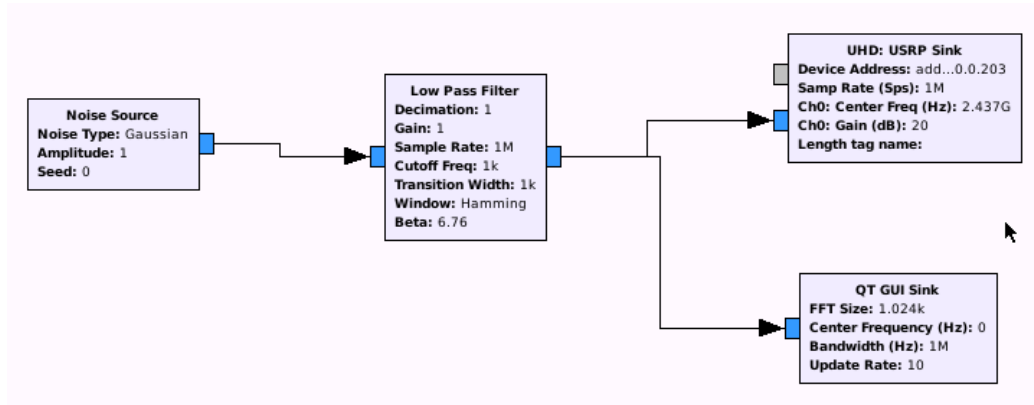 Noise Source
Noise Type: Gaussian
Amplitude: 1
Seed: 0
Low Pass Filter
Decimation: 1
Gain: 1
Sample Rate: 1M
Cutoff Freq: 1k
Transition Width: 1k
Window: Hamming
Beta: 6.76
UHD: USRP Sink
Device Address: add...0.0.203
Samp Rate (Sps): 1M
Ch0: Center Freq (Hz): 2.437G
Ch0: Gain (dB): 20
Length tag name:
QT GUI Sink
FFT Size: 1.024k
Center Frequency (Hz): 0
Bandwidth (Hz): 1M
Update Rate: 10